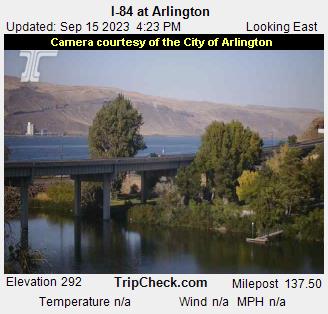 I-84 at Arlington
Updated: Sep 15 2023 4:23 PM Looking East
Camera courtesy of the City of Arlington
Elevation 292 TripCheck.com Milepost 137.50
Temperature n/a Wind n/a MPH n/a